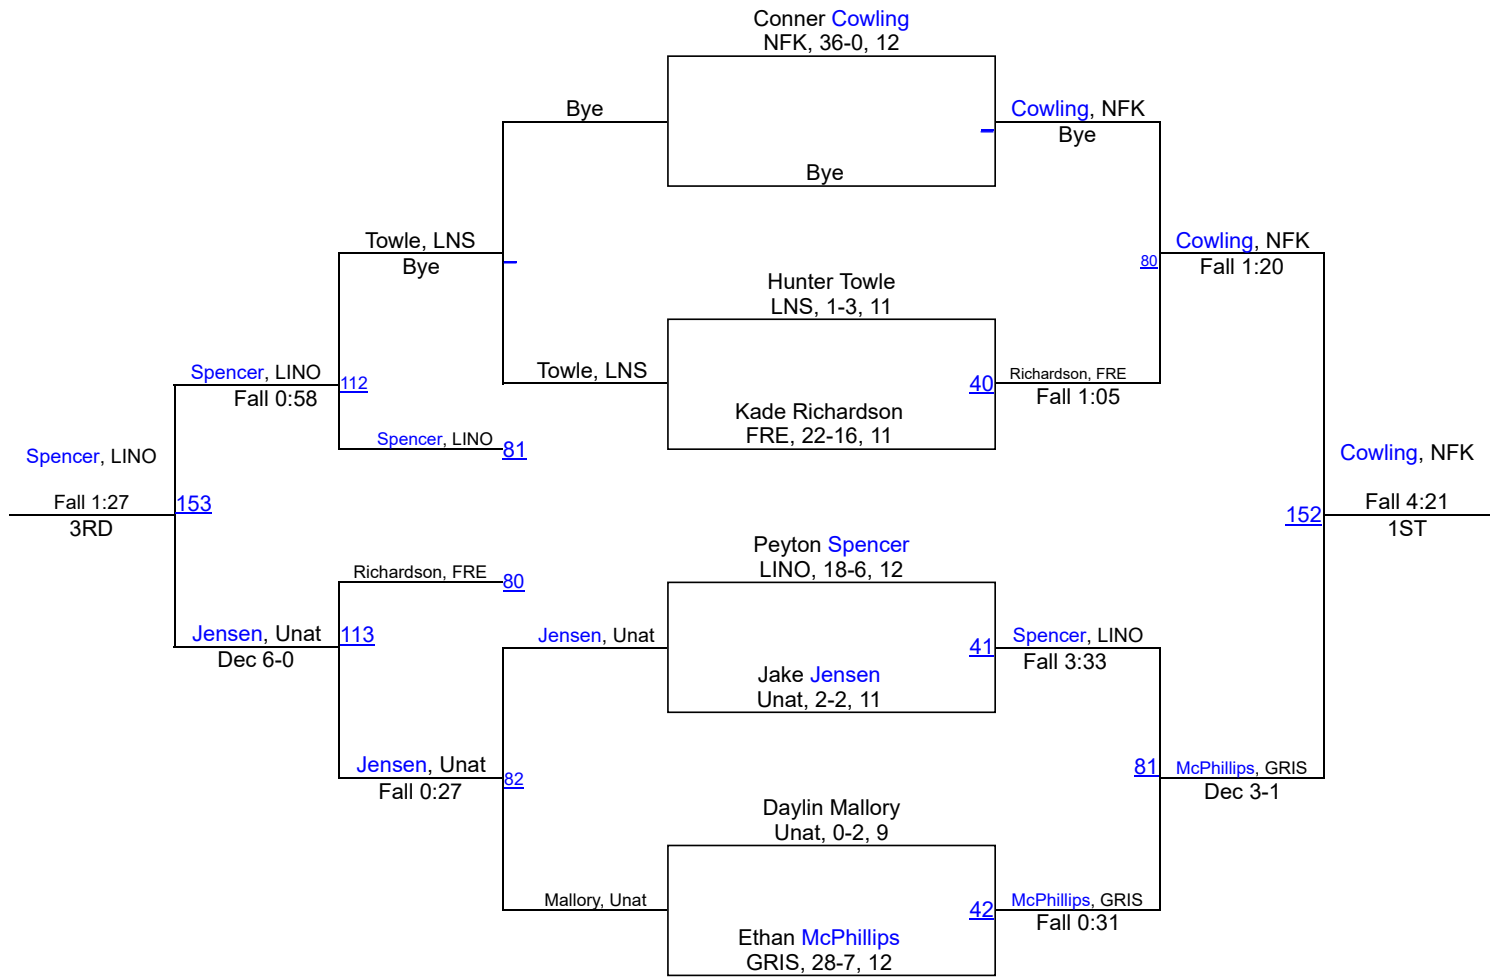 Conner Cowling
NFK, 36-0, 12
Bye
Cowling, NFK
Bye
Bye
Towle, LNS
Bye
Cowling, NFK
80
Fall 1:20
Hunter Towle
LNS, 1-3, 11
Spencer, LINO
112
Fall 0:58
Towle, LNS
40
Richardson, FRE
Fall 1:05
Kade Richardson
FRE, 22-16, 11
Spencer, LINO
81
Spencer, LINO
Cowling, NFK
Fall 1:27
153
3RD
152
Fall 4:21
1ST
Peyton Spencer
LINO, 18-6, 12
Richardson, FRE
80
Jensen, Unat
113
Dec 6-0
Jensen, Unat
41
Spencer, LINO
Fall 3:33
Jake Jensen
Unat, 2-2, 11
Jensen, Unat
82
Fall 0:27
81
McPhillips, GRIS
Dec 3-1
Daylin Mallory
Unat, 0-2, 9
Mallory, Unat
42
McPhillips, GRIS
Fall 0:31
Ethan McPhillips
GRIS, 28-7, 12